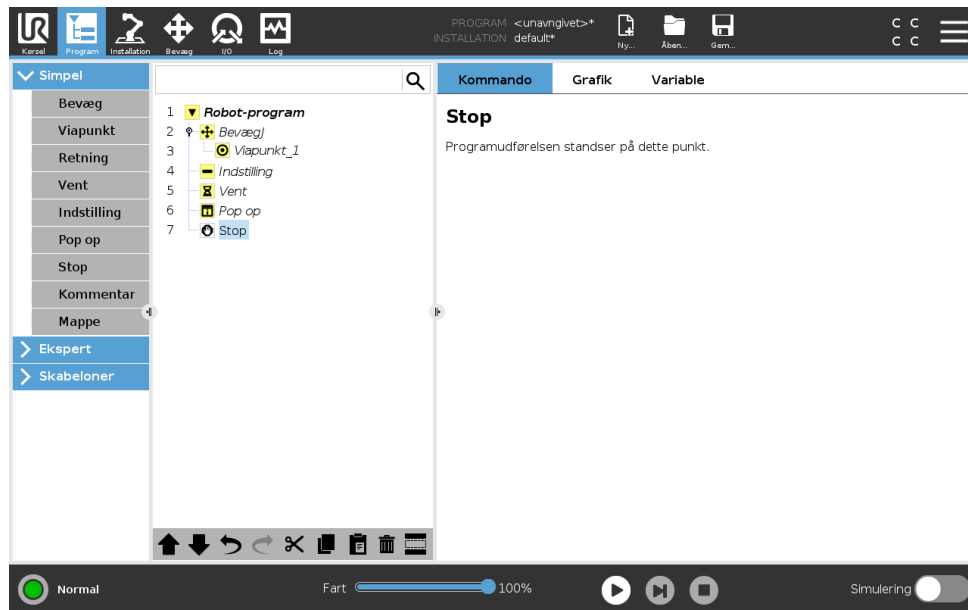 UR
Kørsel
Program
Installation
Bevæg
I/O
Log
PROGRAM <unavngivet>*
INSTALLATION default*
Ny...
Åben...
Gem...
C C
C C
Simpel
Bevæg
Viapunkt
Retning
Vent
Indstilling
Pop op
Stop
Kommentar
Mappe
Ekspert
Skabeloner
1 Robot-program
2 BevægJ
3 Viapunkt_1
4 Indstilling
5 Vent
6 Pop op
7 Stop
Kommando Grafik Variable
Stop
Programudførelsen standser på dette punkt.
Normal
Fart 100%
Simulering